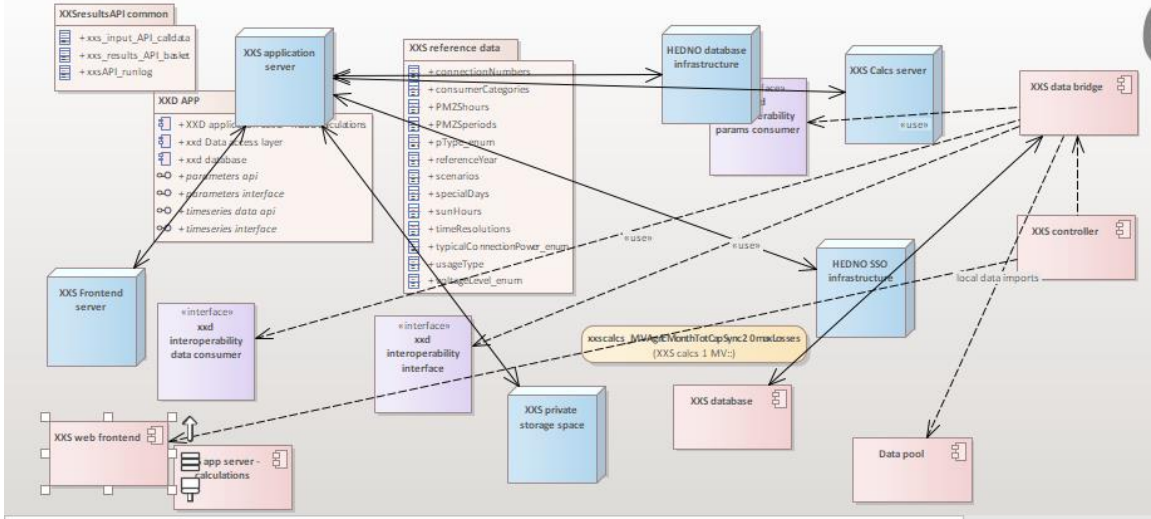 XXSresultsAPI common
+xxs_input_API_calldata
+xxs_results_API_basket
+xxsAPI_runlog
XXS application
server
XXD APP
+XXD
+xxd Data access layer
+xxd database
+parameters api
+parameters interface
+timeseries data api
+timeseries interface
XXS reference data
+connectionNumbers
+consumerCategories
+PMZShours
+PMZSperiods
+pType_enum
+referenceYear
+scenarios
+specialDays
+sunHours
+timeResolutions
+typicalConnectionPower_enum
+usageType
+voltageLevel_enum
HEDNO database
infrastructure
params consumer
XXS Calcs server
«use»
XXS data bridge
XXS controller
«use»
«use»
local data imports
HEDNO SSO
infrastructure
XXS Frontend
server
«interface»
xxd
interoperability
data consumer
«interface»
xxd
interoperability
interface
(XXS calcs 1 MV::)
XXS private
storage space
XXS database
Data pool
XXS web frontend
app server -
calculations